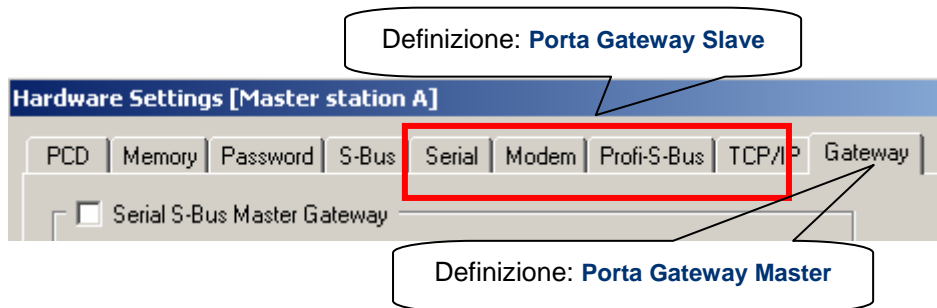 Definizione: Porta Gateway Slave
Hardware Settings [Master station A]
PCD Memory Password S-Bus Serial Modem Profi-S-Bus TCP/IP Gateway
Serial S-Bus Master Gateway
Definizione: Porta Gateway Master